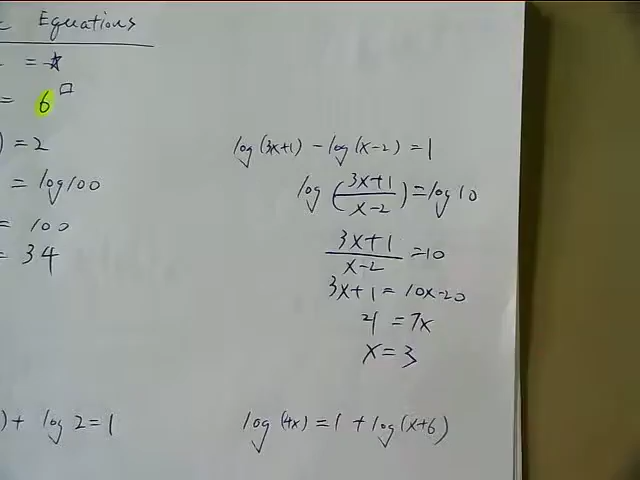 Equations
= ☆
= 6^□
) = 2
= log 100
= 100
= 34
) + log 2 = 1
log (3x+1) - log (x-2) = 1
log ((3x+1)/(x-2)) = log 10
(3x+1)/(x-2) = 10
3x+1 = 10x-20
21 = 7x
x = 3
log (4x) = 1 + log (x+6)